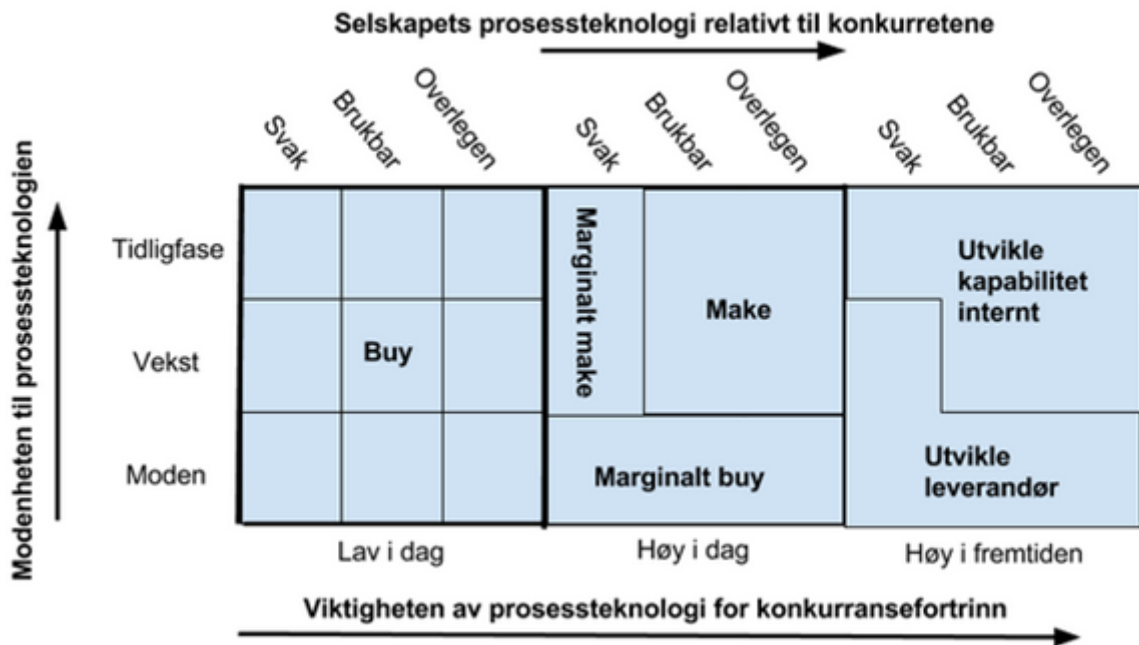 Selskapets prosessteknologi relativt til konkurretene
Svak
Brukbar
Overlegen
Svak
Brukbar
Overlegen
Svak
Brukbar
Overlegen
Modenheten til prosessteknologien
Tidligfase
Vekst
Moden
Buy
Marginalt make
Make
Marginalt buy
Utvikle
kapabilitet
internt
Utvikle
leverandør
Lav i dag
Høy i dag
Høy i fremtiden
Viktigheten av prosessteknologi for konkurransefortrinn